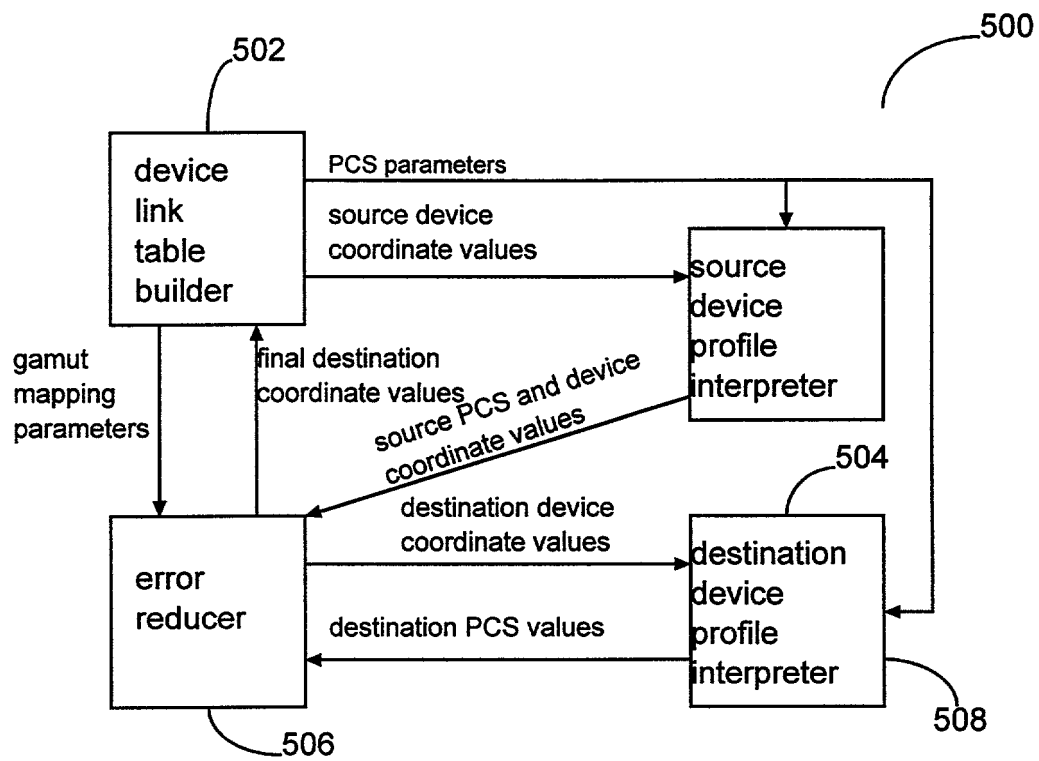 500
502
device
link
table
builder
PCS parameters
source device
coordinate values
source
device
profile
interpreter
gamut
mapping
parameters
final destination
coordinate values
source PCS and device
coordinate values
504
destination device
coordinate values
error
reducer
destination
device
profile
interpreter
destination PCS values
508
506